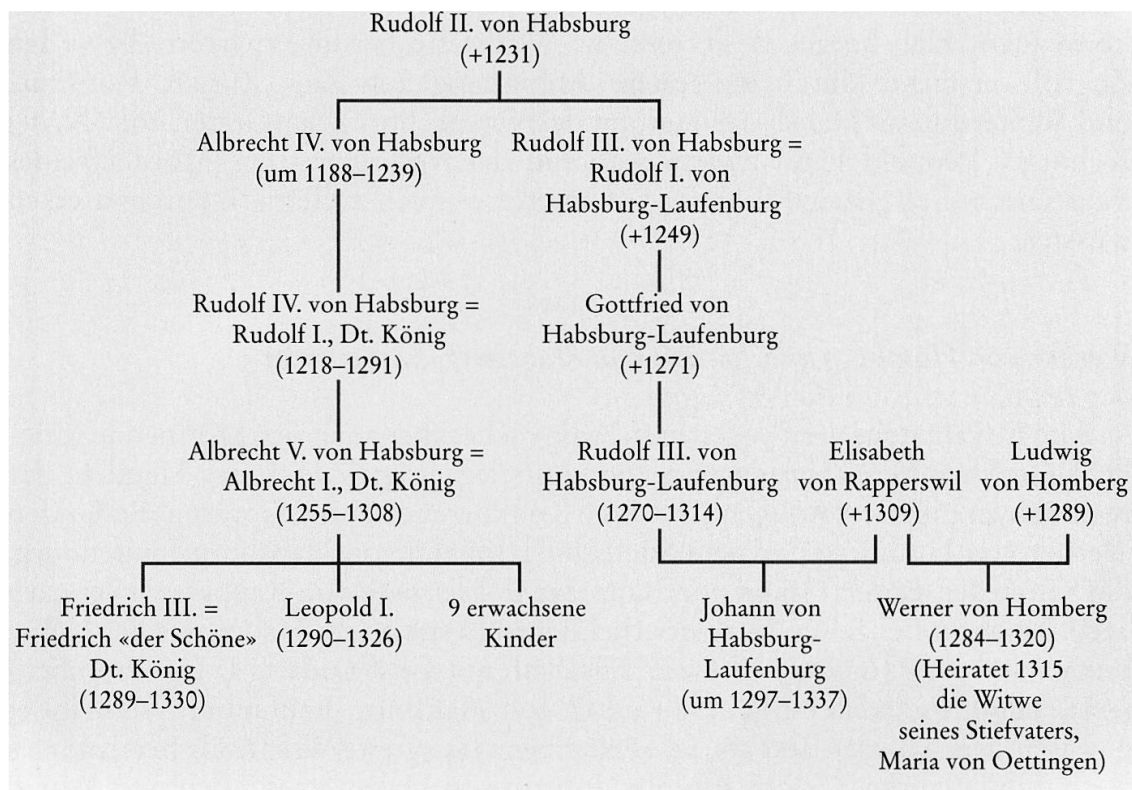 Rudolf II. von Habsburg
(+1231)
Albrecht IV. von Habsburg
(um 1188–1239)
Rudolf III. von Habsburg =
Rudolf I. von
Habsburg-Laufenburg
(+1249)
Rudolf IV. von Habsburg =
Rudolf I., Dt. König
(1218–1291)
Gottfried von
Habsburg-Laufenburg
(+1271)
Albrecht V. von Habsburg =
Albrecht I., Dt. König
(1255–1308)
Rudolf III. von
Habsburg-Laufenburg
(1270–1314)
Elisabeth
von Rapperswil
(+1309)
Ludwig
von Homberg
(+1289)
Friedrich III. =
Friedrich «der Schöne»
Dt. König
(1289–1330)
Leopold I.
(1290–1326)
9 erwachsene
Kinder
Johann von
Habsburg-
Laufenburg
(um 1297–1337)
Werner von Homberg
(1284–1320)
(Heiratet 1315
die Witwe
seines Stiefvaters,
Maria von Oettingen)